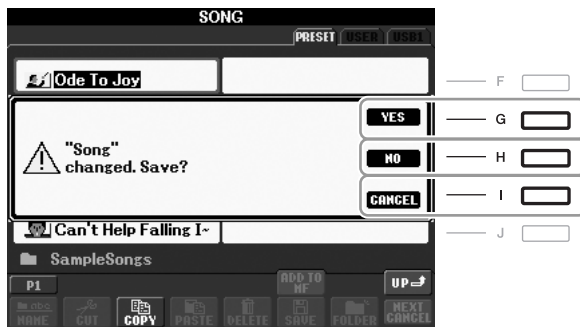 SONG
PRESET USER USB1
Ode To Joy
F
YES
G
"Song"
changed. Save?
NO
H
CANCEL
I
Can't Help Falling I~
J
SampleSongs
P1
ADD TO
MF
UP
NAME CUT COPY PASTE DELETE SAVE FOLDER NEXT
CANCEL